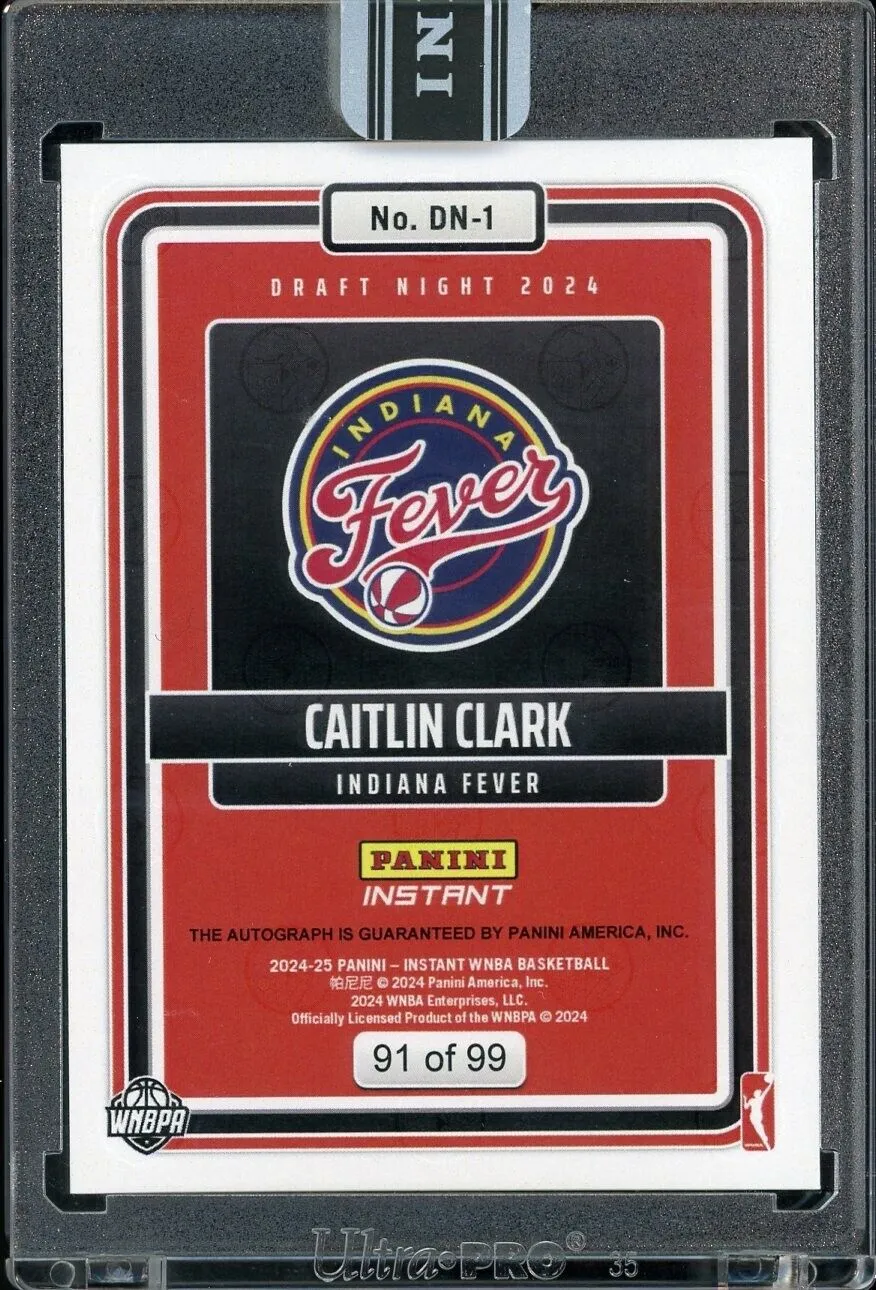 IN
No. DN-1
DRAFT NIGHT 2024
INDIANA
Fever
CAITLIN CLARK
INDIANA FEVER
PANINI
INSTANT
THE AUTOGRAPH IS GUARANTEED BY PANINI AMERICA, INC.
2024-25 PANINI – INSTANT WNBA BASKETBALL
帕尼尼 © 2024 Panini America, Inc.
2024 WNBA Enterprises, LLC.
Officially Licensed Product of the WNBPA © 2024
91 of 99
WNBPA
Ultra•PRO® 35